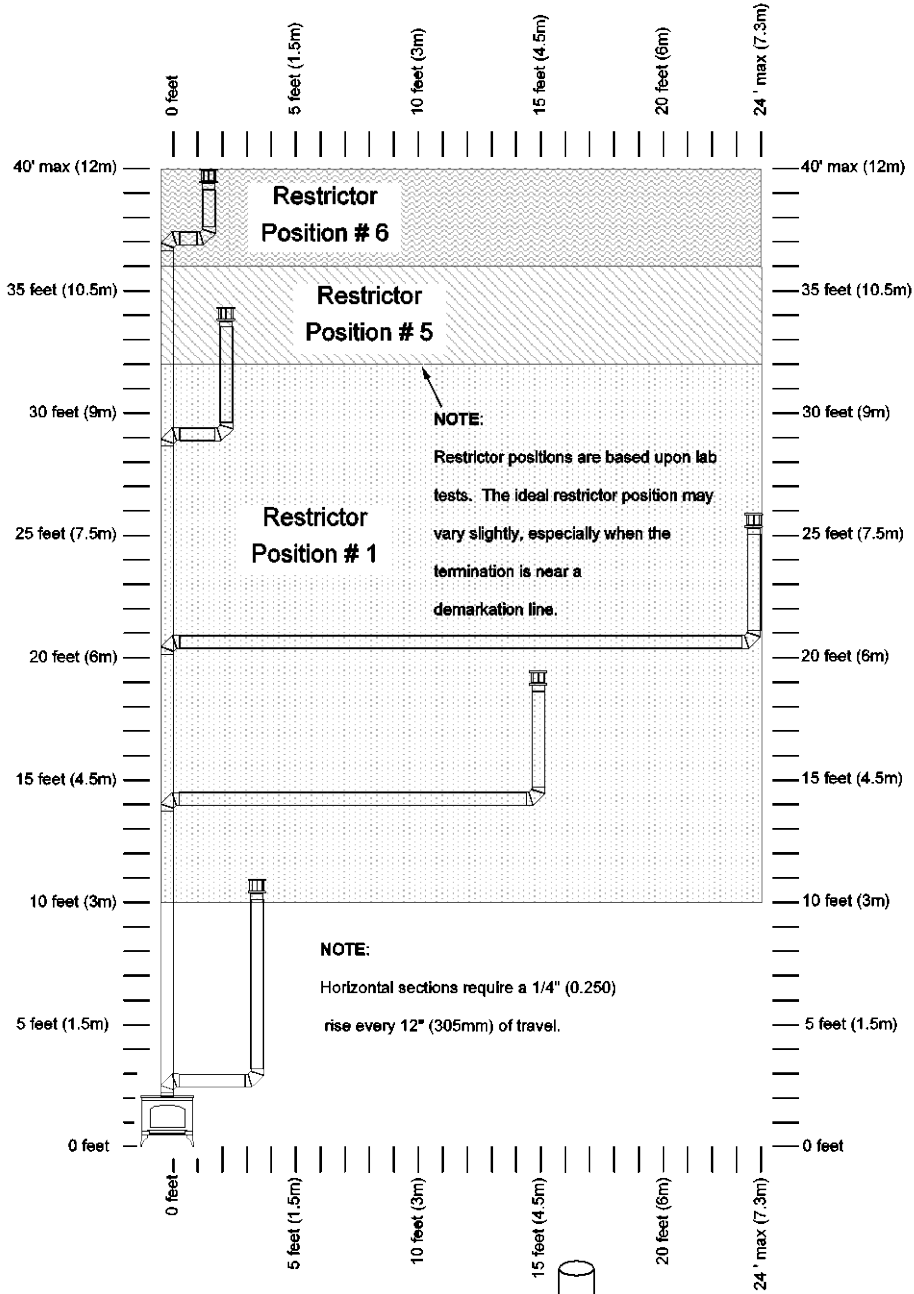 0 feet
5 feet (1.5m)
10 feet (3m)
15 feet (4.5m)
20 feet (6m)
24 ' max (7.3m)
40' max (12m)
40' max (12m)
Restrictor
Position # 6
35 feet (10.5m)
35 feet (10.5m)
Restrictor
Position # 5
30 feet (9m)
30 feet (9m)
NOTE:
Restrictor positions are based upon lab
tests. The ideal restrictor position may
vary slightly, especially when the
termination is near a
demarkation line.
Restrictor
Position # 1
25 feet (7.5m)
25 feet (7.5m)
20 feet (6m)
20 feet (6m)
15 feet (4.5m)
15 feet (4.5m)
10 feet (3m)
10 feet (3m)
NOTE:
Horizontal sections require a 1/4" (0.250)
rise every 12" (305mm) of travel.
5 feet (1.5m)
5 feet (1.5m)
0 feet
0 feet
0 feet
5 feet (1.5m)
10 feet (3m)
15 feet (4.5m)
20 feet (6m)
24 ' max (7.3m)